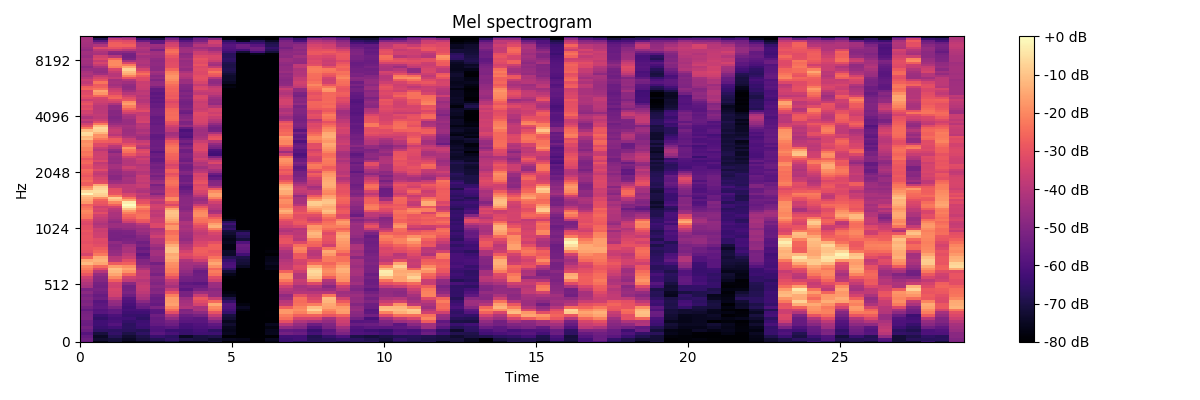 Mel spectrogram
8192
4096
2048
1024
512
0
Hz
0 5 10 15 20 25
Time
+0 dB
-10 dB
-20 dB
-30 dB
-40 dB
-50 dB
-60 dB
-70 dB
-80 dB